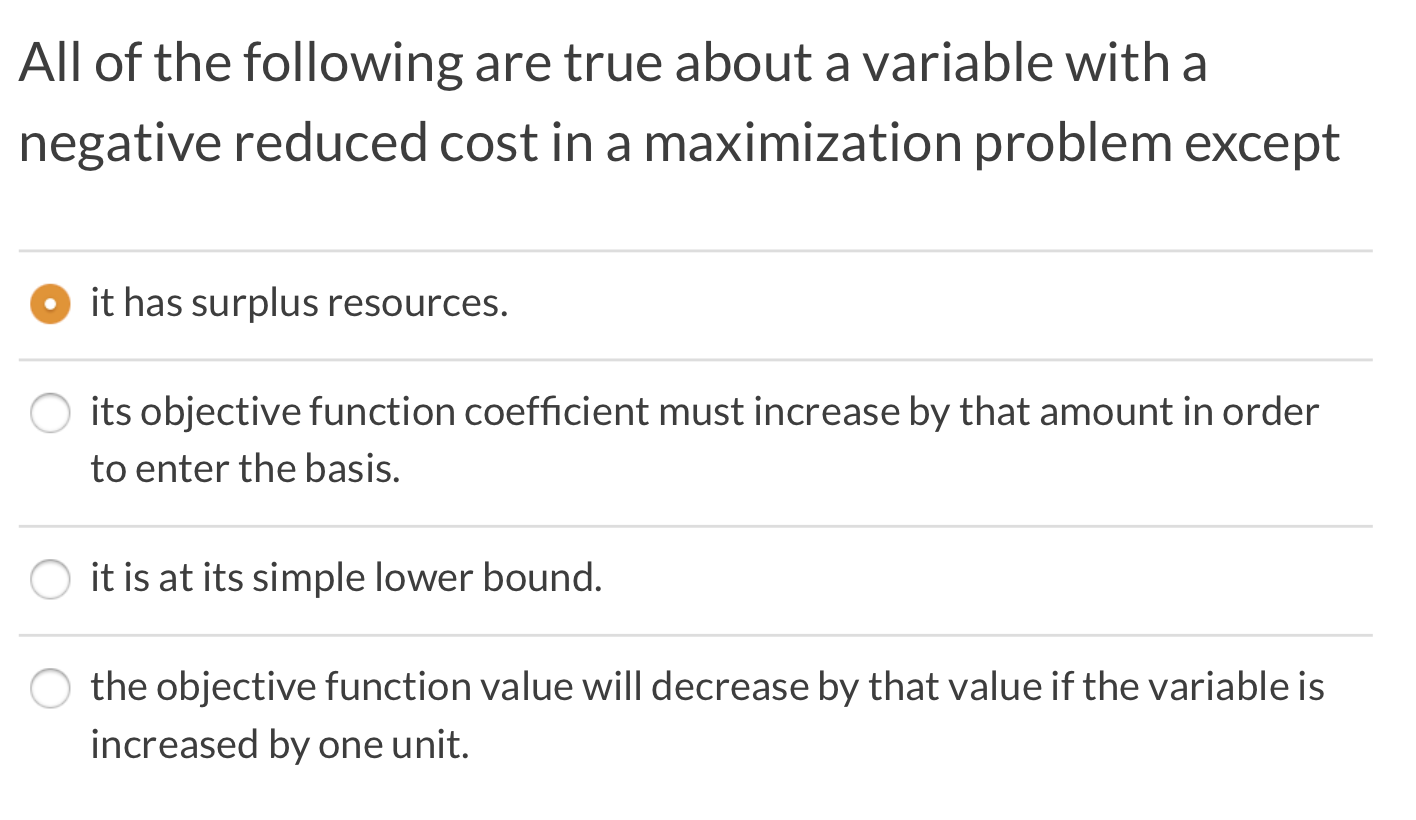 All of the following are true about a variable with a
negative reduced cost in a maximization problem except
it has surplus resources.
its objective function coefficient must increase by that amount in order
to enter the basis.
it is at its simple lower bound.
the objective function value will decrease by that value if the variable is
increased by one unit.